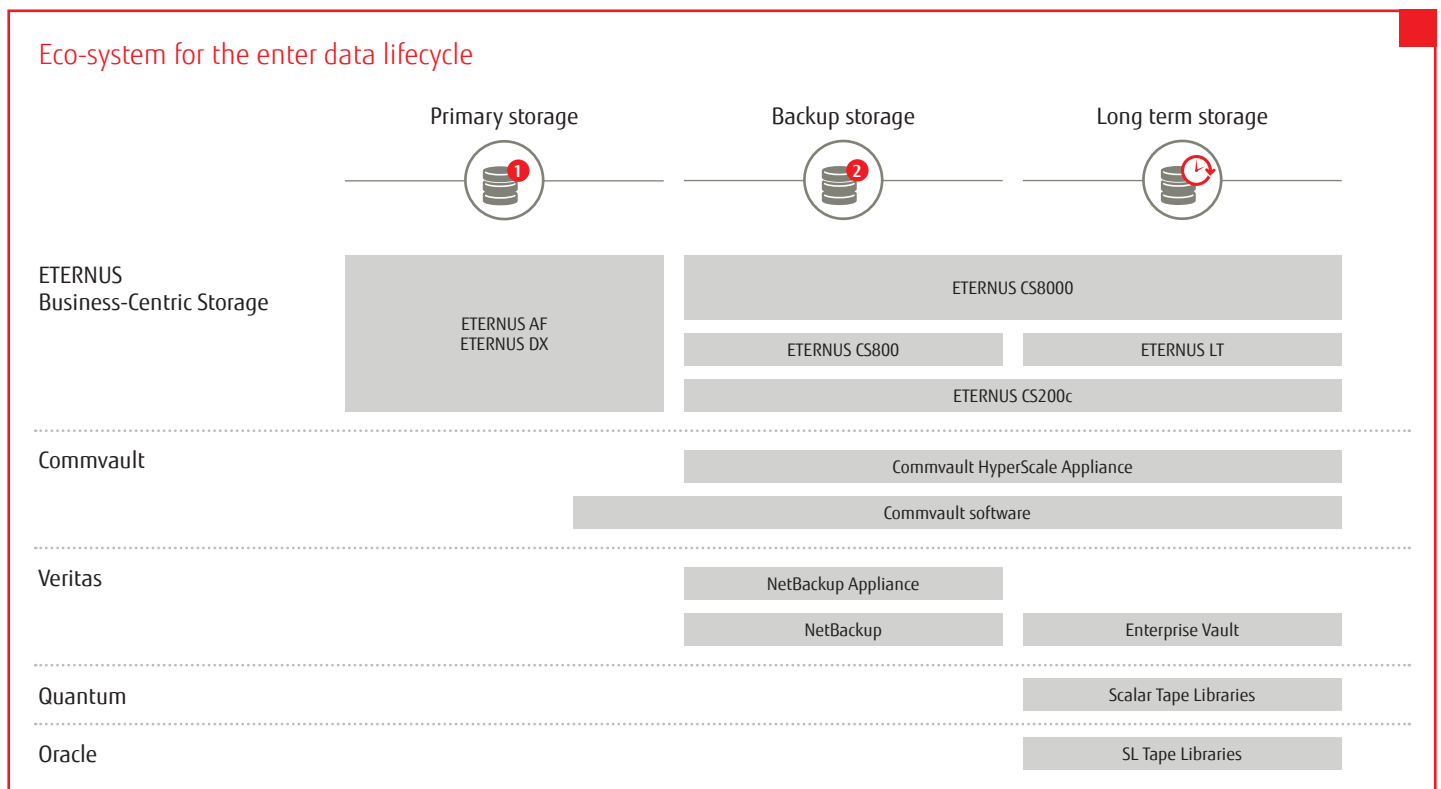 Eco-system for the enter data lifecycle
Primary storage
Backup storage
Long term storage
1
2
ETERNUS
Business-Centric Storage
ETERNUS AF
ETERNUS DX
ETERNUS CS8000
ETERNUS CS800
ETERNUS LT
ETERNUS CS200c
Commvault
Commvault HyperScale Appliance
Commvault software
Veritas
NetBackup Appliance
NetBackup
Enterprise Vault
Quantum
Scalar Tape Libraries
Oracle
SL Tape Libraries